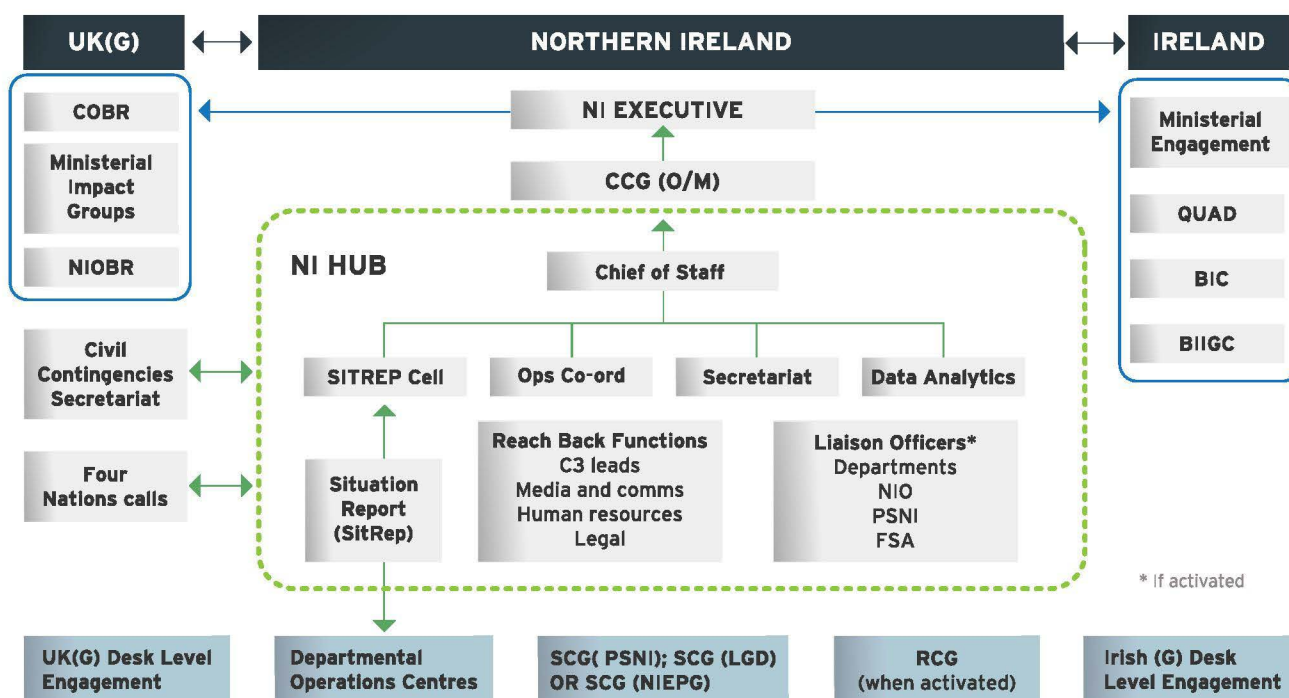 UK(G)
NORTHERN IRELAND
IRELAND
COBR
Ministerial
Impact
Groups
NIOBR
NI EXECUTIVE
CCG (O/M)
Ministerial
Engagement
QUAD
BIC
BIIGC
NI HUB
Chief of Staff
Civil
Contingencies
Secretariat
SITREP Cell
Ops Co-ord
Secretariat
Data Analytics
Four
Nations calls
Situation
Report
(SitRep)
Reach Back Functions
C3 leads
Media and comms
Human resources
Legal
Liaison Officers*
Departments
NIO
PSNI
FSA
* If activated
UK(G) Desk Level
Engagement
Departmental
Operations Centres
SCG( PSNI); SCG (LGD)
OR SCG (NIEPG)
RCG
(when activated)
Irish (G) Desk
Level Engagement